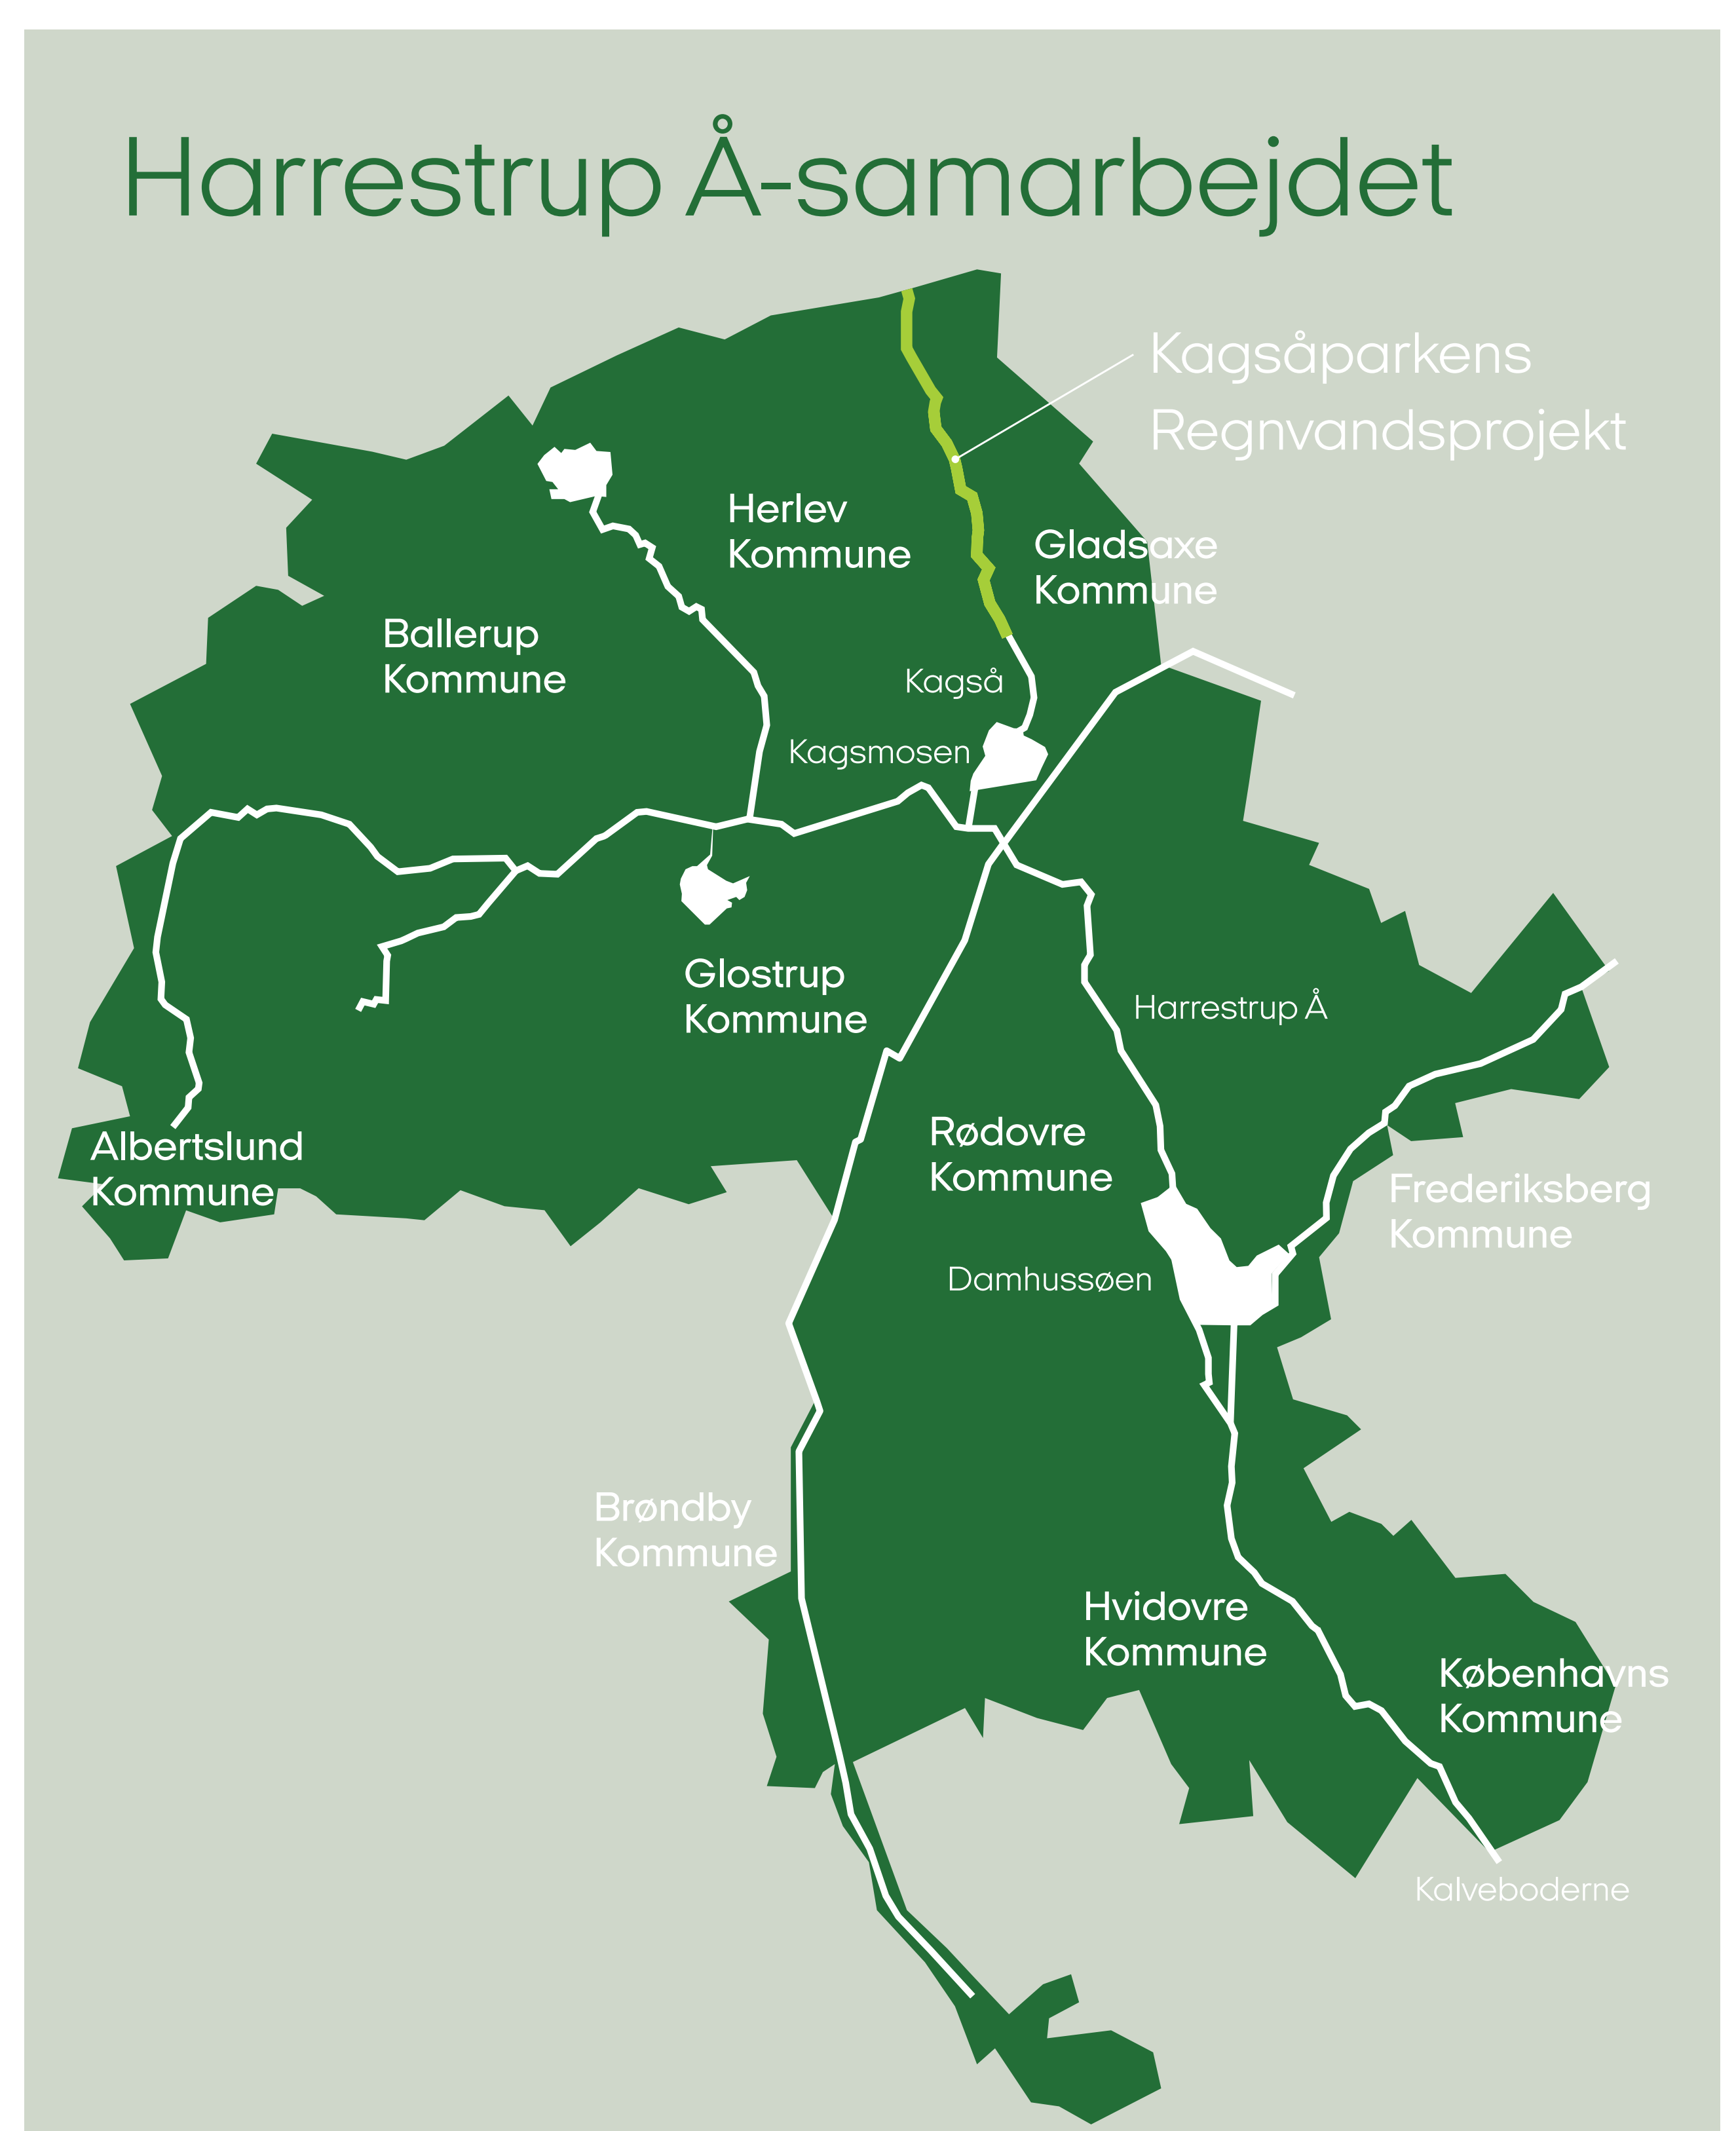 Harrestrup Å-samarbejdet
Kagsåparkens
Regnvandsprojekt
Herlev
Kommune
Gladsaxe
Kommune
Ballerup
Kommune
Kagså
Kagsmosen
Glostrup
Kommune
Harrestrup Å
Rødovre
Kommune
Albertslund
Kommune
Frederiksberg
Kommune
Damhussøen
Brøndby
Kommune
Hvidovre
Kommune
Københavns
Kommune
Kalveboderne